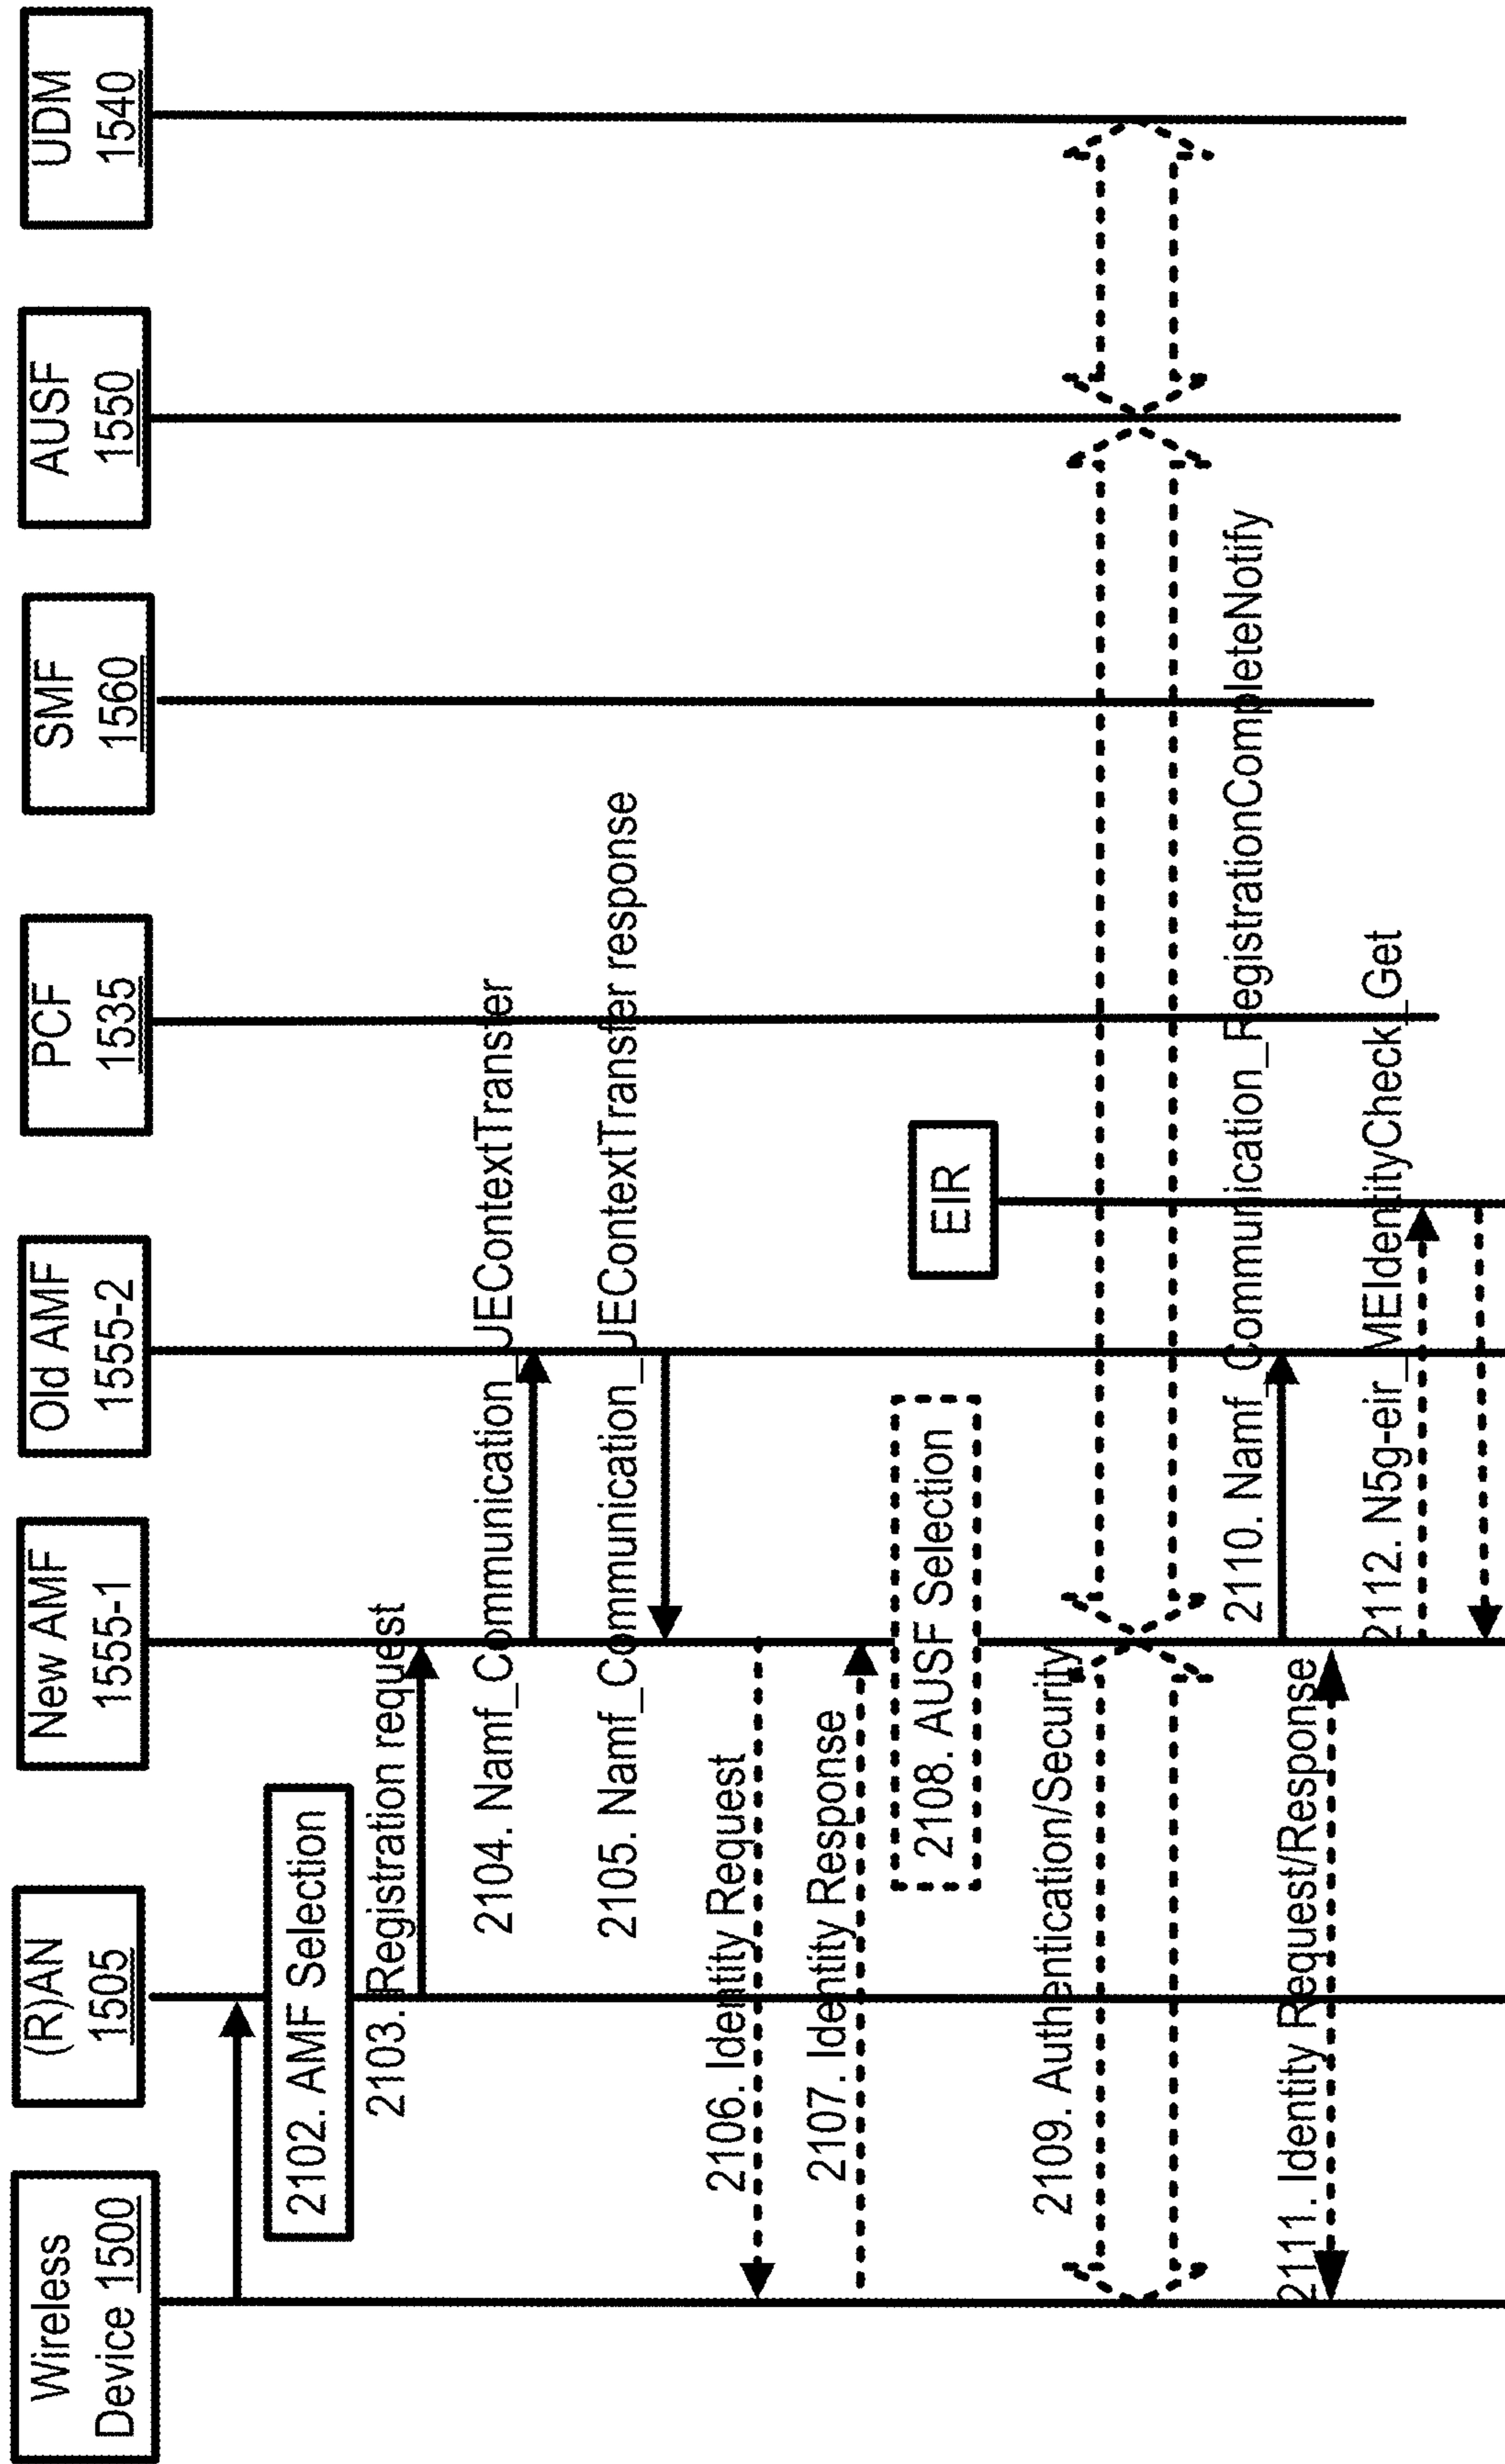 Wireless
Device 1500
(R)AN
1505
New AMF
1555-1
Old AMF
1555-2
PCF
1535
SMF
1560
AUSF
1550
UDM
1540
2102. AMF Selection
2103. Registration request
2104. Namf_Communication_UEContextTransfer
2105. Namf_Communication_UEContextTransfer response
2106. Identity Request
2107. Identity Response
2108. AUSF Selection
EIR
2109. Authentication/Security
2110. Namf_Communication_RegistrationCompleteNotify
2111. Identity Request/Response
2112. N5g-eir_MEIdentityCheck_Get